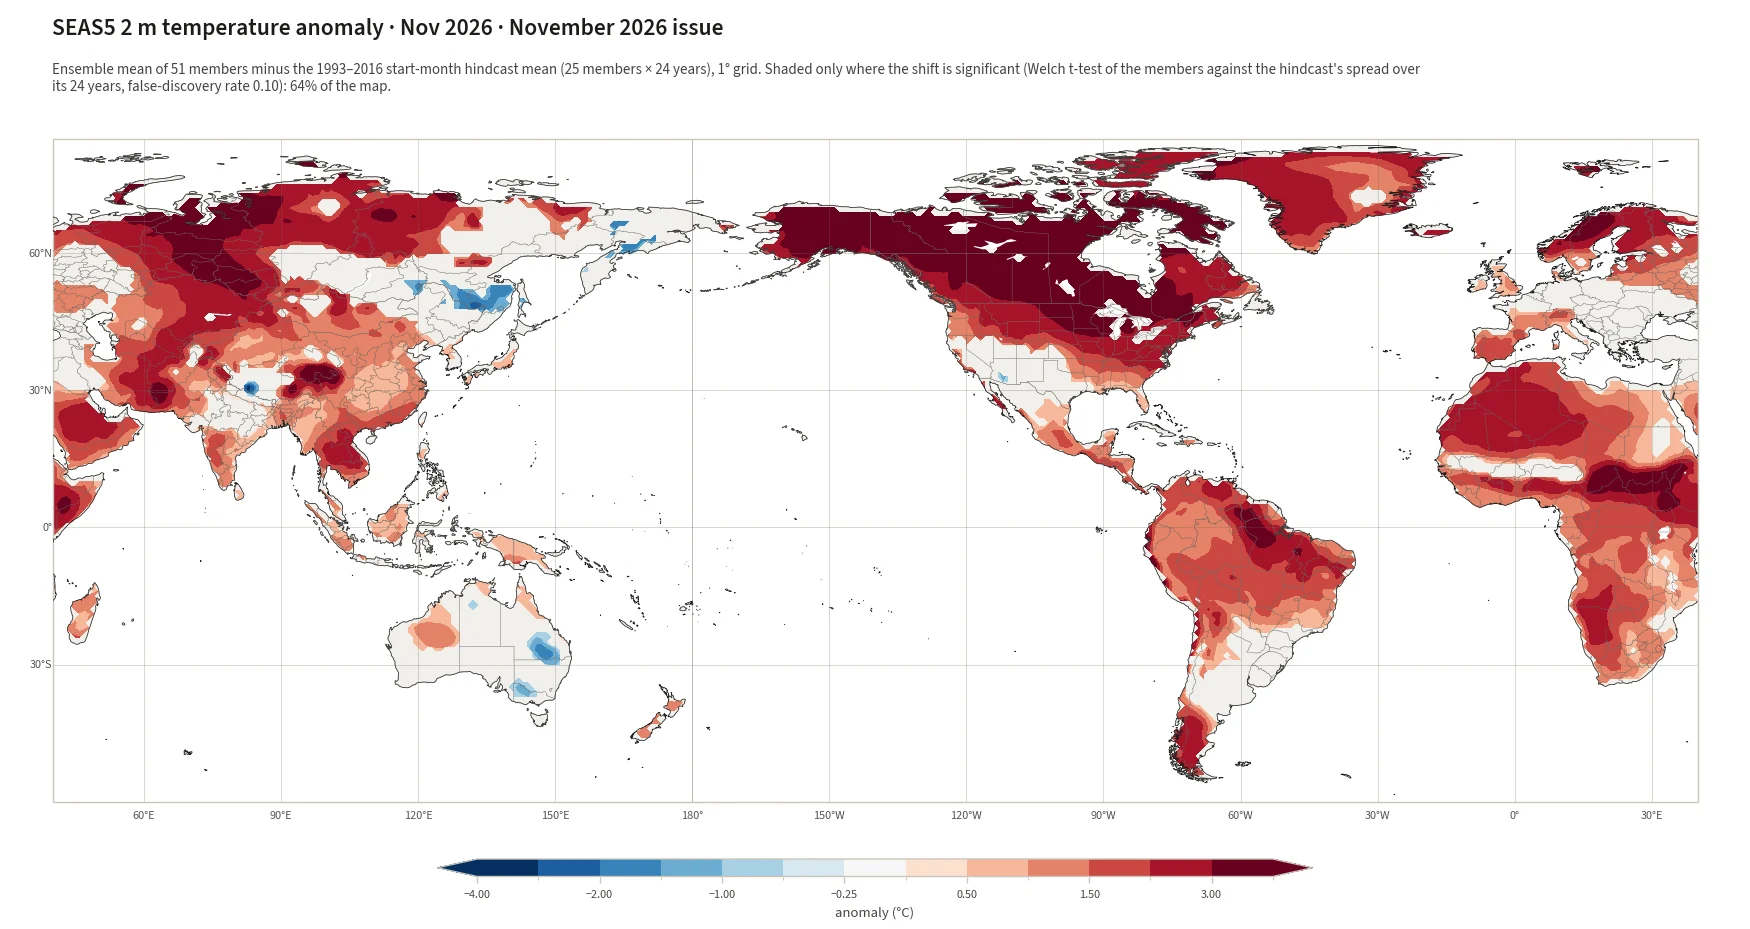 SEAS5 2 m temperature anomaly · Nov 2026 · November 2026 issue
Ensemble mean of 51 members minus the 1993–2016 start-month hindcast mean (25 members × 24 years), 1° grid. Shaded only where the shift is significant (Welch t-test of the members against the hindcast's spread over
its 24 years, false-discovery rate 0.10): 64% of the map.
60°N
30°N
0°
30°S
60°E 90°E 120°E 150°E 180° 150°W 120°W 90°W 60°W 30°W 0° 30°E
−4.00 −2.00 −1.00 −0.25 0.50 1.50 3.00
anomaly (°C)